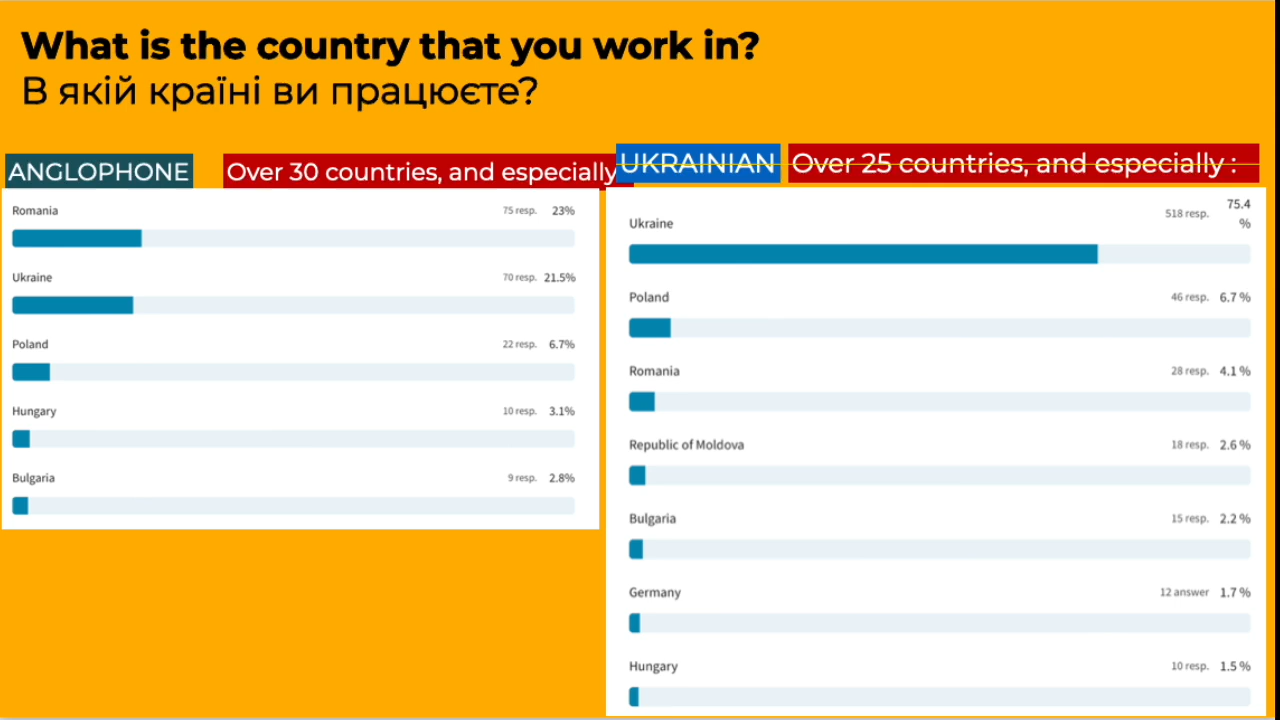 What is the country that you work in?
В якій країні ви працюєте?
ANGLOPHONE
Over 30 countries, and especially
Romania 75 resp. 23%
Ukraine 70 resp. 21.5%
Poland 22 resp. 6.7%
Hungary 10 resp. 3.1%
Bulgaria 9 resp. 2.8%
UKRAINIAN
Over 25 countries, and especially :
Ukraine 518 resp. 75.4
%
Poland 46 resp. 6.7 %
Romania 28 resp. 4.1 %
Republic of Moldova 18 resp. 2.6 %
Bulgaria 15 resp. 2.2 %
Germany 12 answer 1.7 %
Hungary 10 resp. 1.5 %